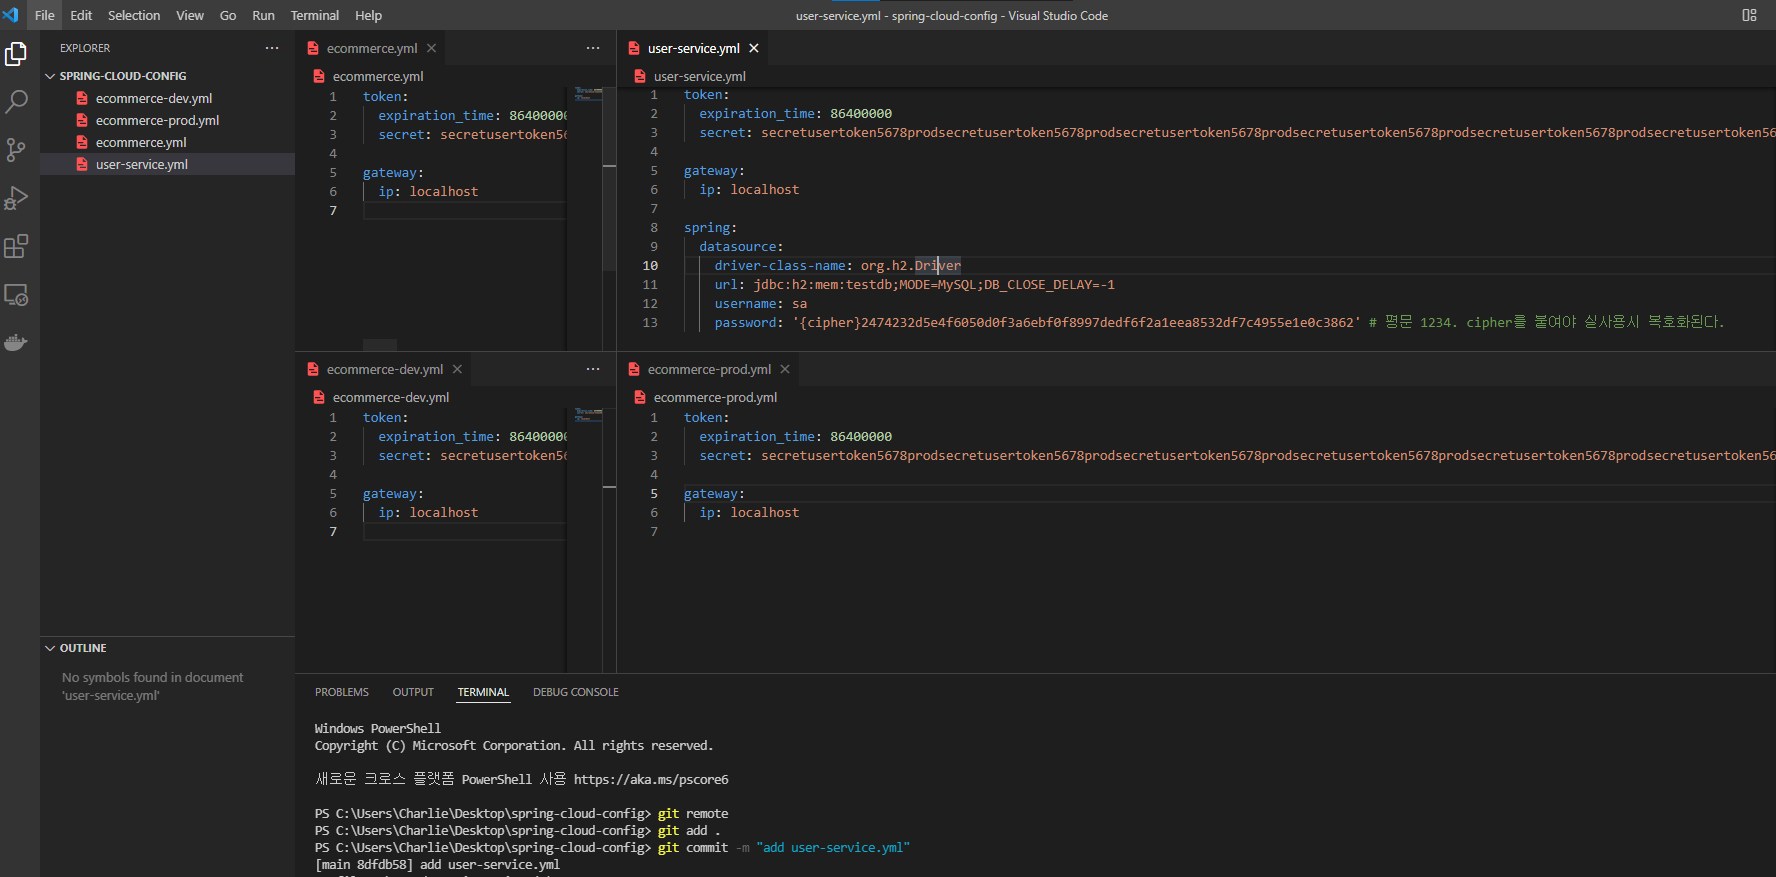 File Edit Selection View Go Run Terminal Help
user-service.yml - spring-cloud-config - Visual Studio Code
EXPLORER
SPRING-CLOUD-CONFIG
ecommerce-dev.yml
ecommerce-prod.yml
ecommerce.yml
user-service.yml
OUTLINE
No symbols found in document
'user-service.yml'
ecommerce.yml
ecommerce.yml
1 token:
2 expiration_time: 86400000
3 secret: secretusertoken56
4
5 gateway:
6 ip: localhost
7
user-service.yml
user-service.yml
1 token:
2 expiration_time: 86400000
3 secret: secretusertoken5678prodsecretusertoken5678prodsecretusertoken5678prodsecretusertoken5678prodsecretusertoken5678prodsecretusertoken56
4
5 gateway:
6 ip: localhost
7
8 spring:
9 datasource:
10 driver-class-name: org.h2.Driver
11 url: jdbc:h2:mem:testdb;MODE=MySQL;DB_CLOSE_DELAY=-1
12 username: sa
13 password: '{cipher}2474232d5e4f6050d0f3a6ebf0f8997dedf6f2a1eea8532df7c4955e1e0c3862' # 평문 1234. cipher를 붙여야 실사용시 복호화된다.
ecommerce-dev.yml
ecommerce-dev.yml
1 token:
2 expiration_time: 86400000
3 secret: secretusertoken56
4
5 gateway:
6 ip: localhost
7
ecommerce-prod.yml
ecommerce-prod.yml
1 token:
2 expiration_time: 86400000
3 secret: secretusertoken5678prodsecretusertoken5678prodsecretusertoken5678prodsecretusertoken5678prodsecretusertoken5678prodsecretusertoken56
4
5 gateway:
6 ip: localhost
7
PROBLEMS OUTPUT TERMINAL DEBUG CONSOLE
Windows PowerShell
Copyright (C) Microsoft Corporation. All rights reserved.
새로운 크로스 플랫폼 PowerShell 사용 https://aka.ms/pscore6
PS C:\Users\Charlie\Desktop\spring-cloud-config> git remote
PS C:\Users\Charlie\Desktop\spring-cloud-config> git add .
PS C:\Users\Charlie\Desktop\spring-cloud-config> git commit -m "add user-service.yml"
[main 8dfdb58] add user-service.yml